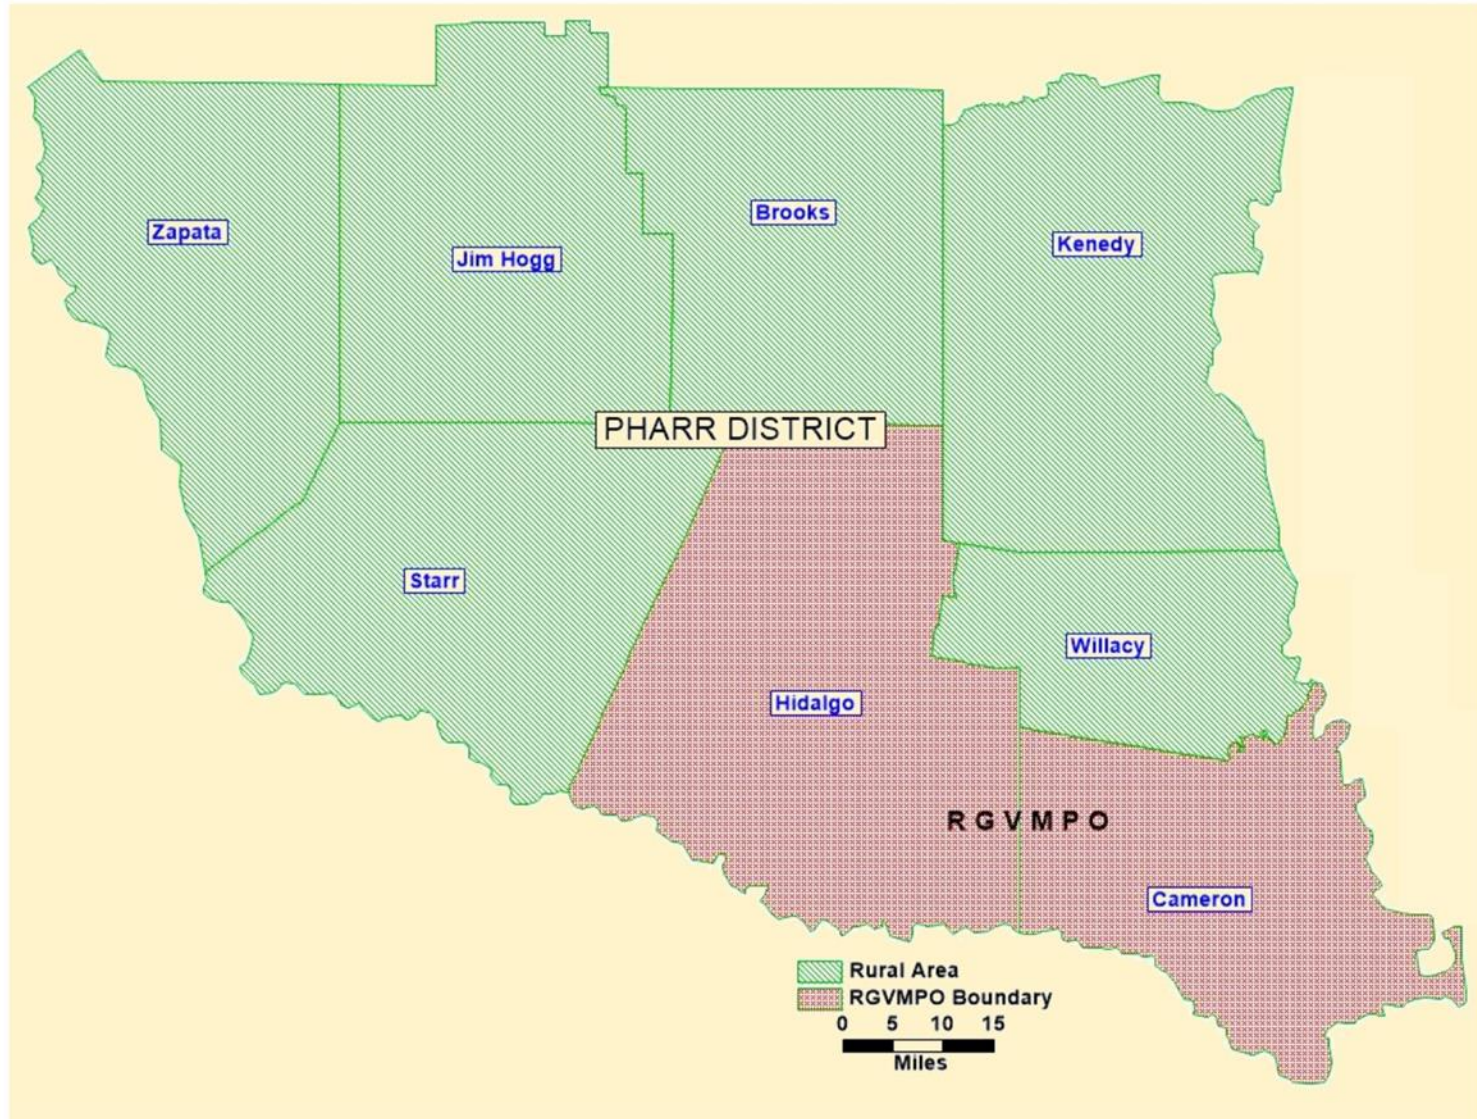 Brooks
Zapata
Kenedy
Jim Hogg
PHARR DISTRICT
Starr
Willacy
Hidalgo
RGVMPO
Cameron
Rural Area
RGVMPO Boundary
0 5 10 15
Miles